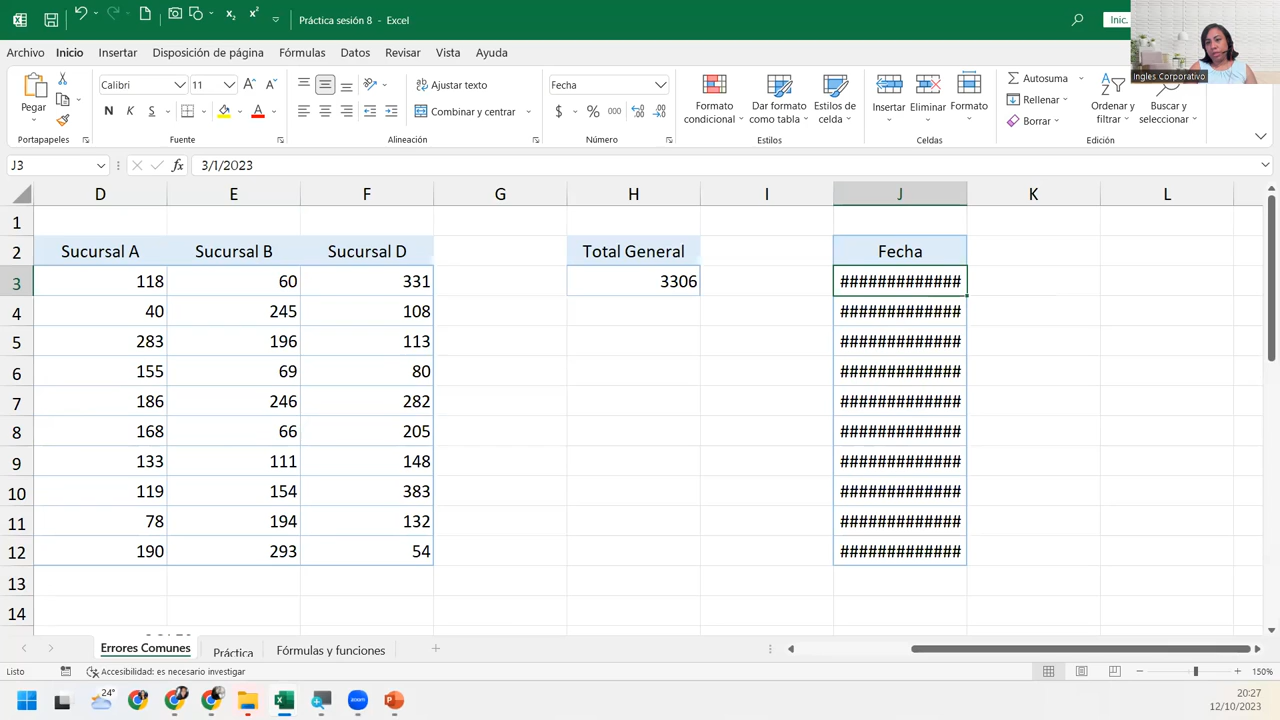 Práctica sesión 8 - Excel
Inic.
Archivo Inicio Insertar Disposición de página Fórmulas Datos Revisar Vista Ayuda
Ingles Corporativo
Pegar
Calibri 11
N K S
Ajustar texto
Combinar y centrar
Fecha
$ % 000
Formato condicional
Dar formato como tabla
Estilos de celda
Insertar Eliminar Formato
Autosuma
Rellenar
Borrar
Ordenar y filtrar
Buscar y seleccionar
Portapapeles Fuente Alineación Número Estilos Celdas Edición
J3 fx 3/1/2023
D E F G H I J K L
1
2 Sucursal A Sucursal B Sucursal D Total General Fecha
3 118 60 331 3306 #############
4 40 245 108 #############
5 283 196 113 #############
6 155 69 80 #############
7 186 246 282 #############
8 168 66 205 #############
9 133 111 148 #############
10 119 154 383 #############
11 78 194 132 #############
12 190 293 54 #############
13
14
Errores Comunes Práctica Fórmulas y funciones
Listo Accesibilidad: es necesario investigar 150%
24°
zoom
20:27
12/10/2023